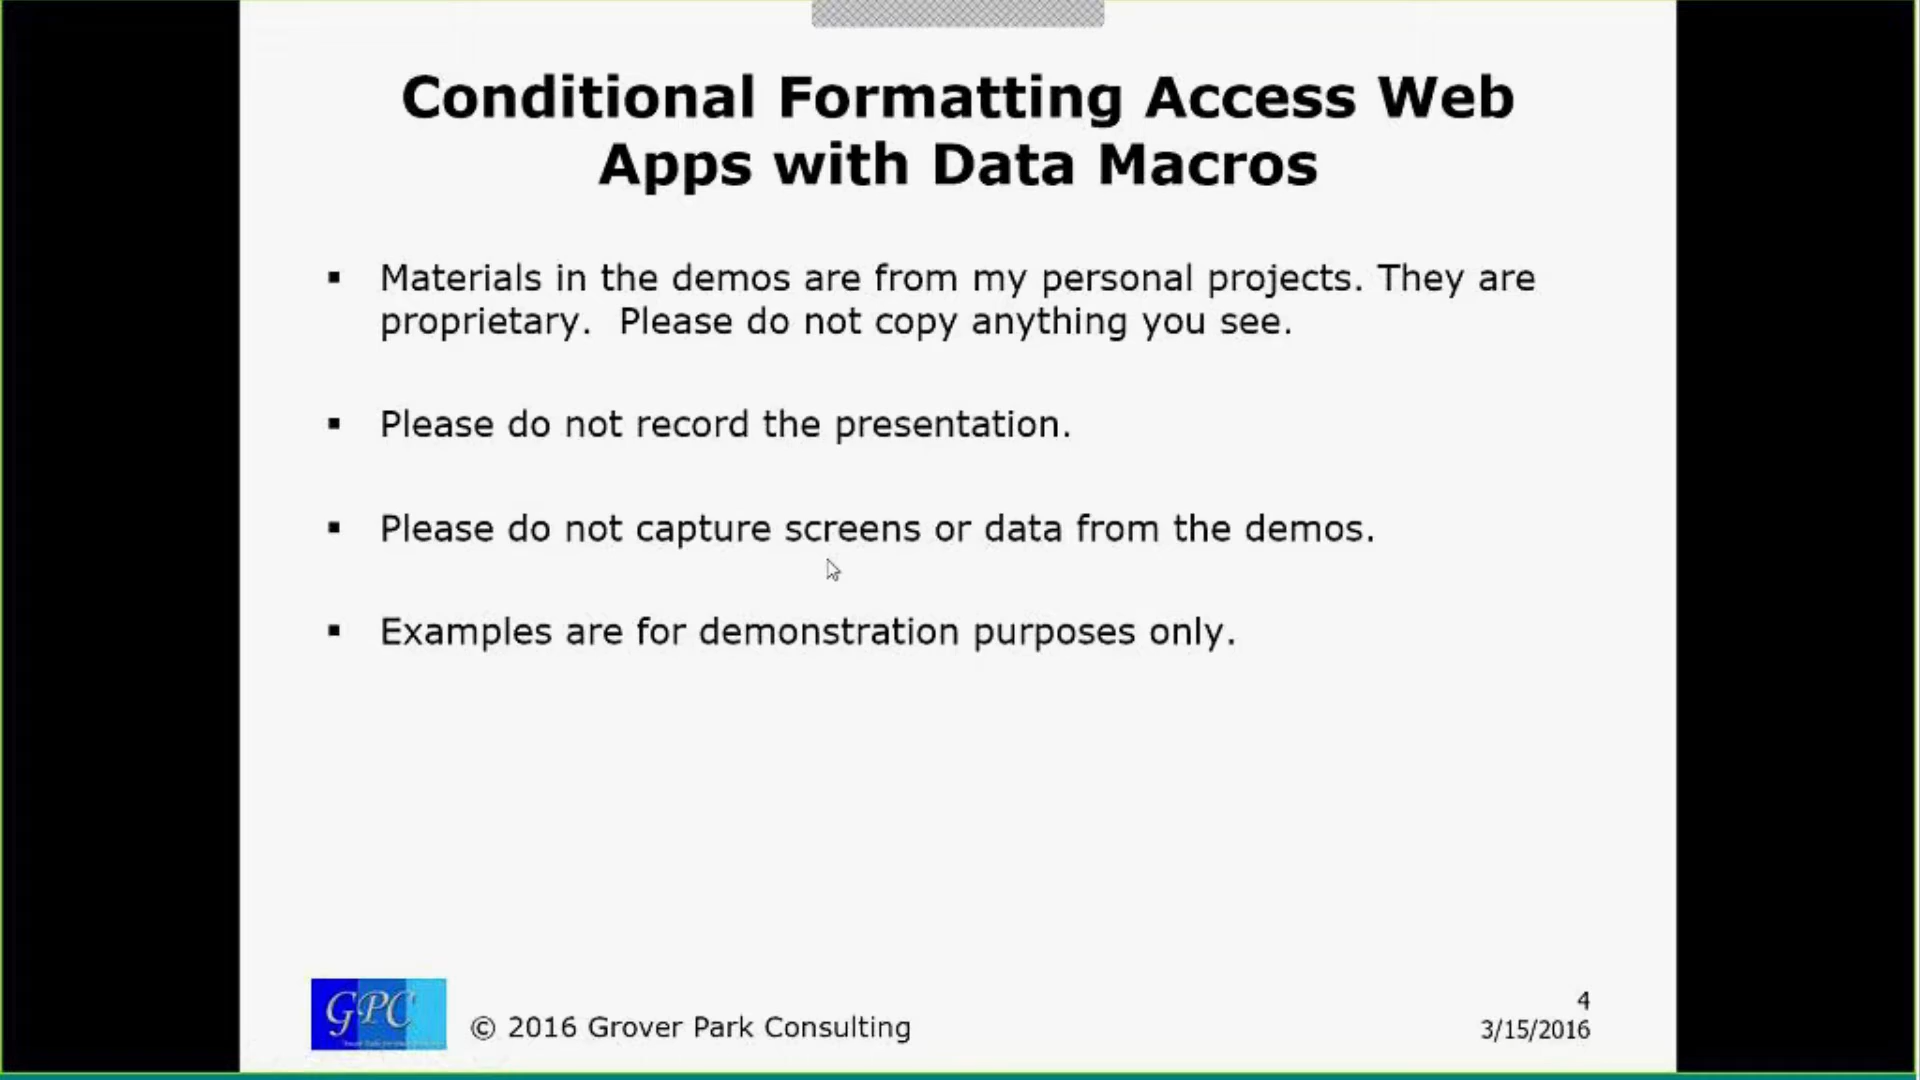 Conditional Formatting Access Web
Apps with Data Macros
▪ Materials in the demos are from my personal projects. They are
proprietary.  Please do not copy anything you see.
▪ Please do not record the presentation.
▪ Please do not capture screens or data from the demos.
▪ Examples are for demonstration purposes only.
GPC
© 2016 Grover Park Consulting
4
3/15/2016